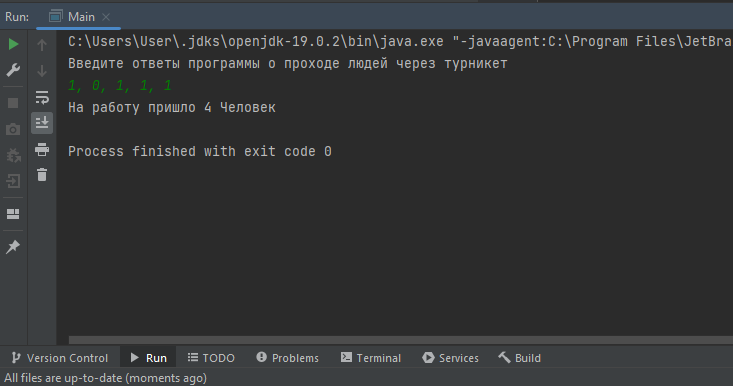 Run: Main
C:\Users\User\.jdks\openjdk-19.0.2\bin\java.exe "-javaagent:C:\Program Files\JetBra
Введите ответы программы о проходе людей через турникет
1, 0, 1, 1, 1
На работу пришло 4 Человек
Process finished with exit code 0
Version Control Run TODO Problems Terminal Services Build
All files are up-to-date (moments ago)